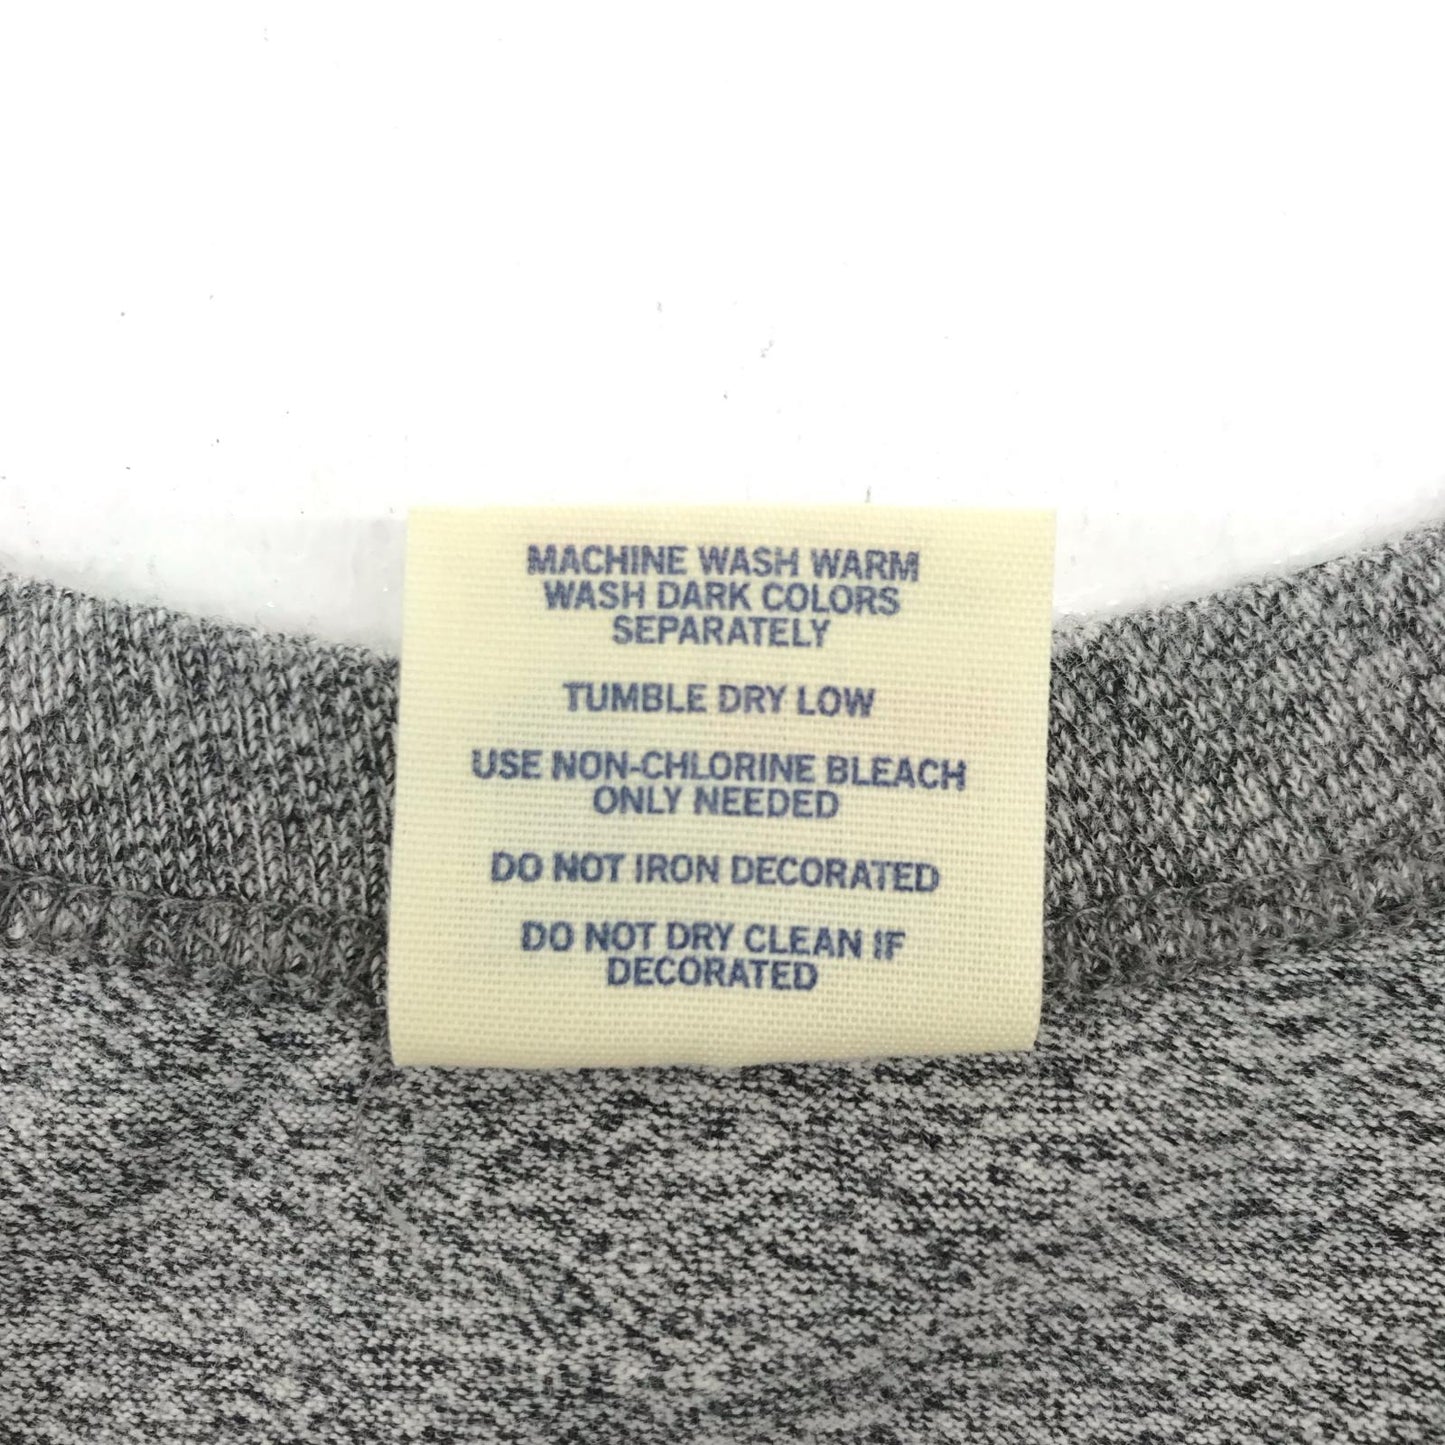 MACHINE WASH WARM
WASH DARK COLORS
SEPARATELY
TUMBLE DRY LOW
USE NON-CHLORINE BLEACH
ONLY NEEDED
DO NOT IRON DECORATED
DO NOT DRY CLEAN IF
DECORATED